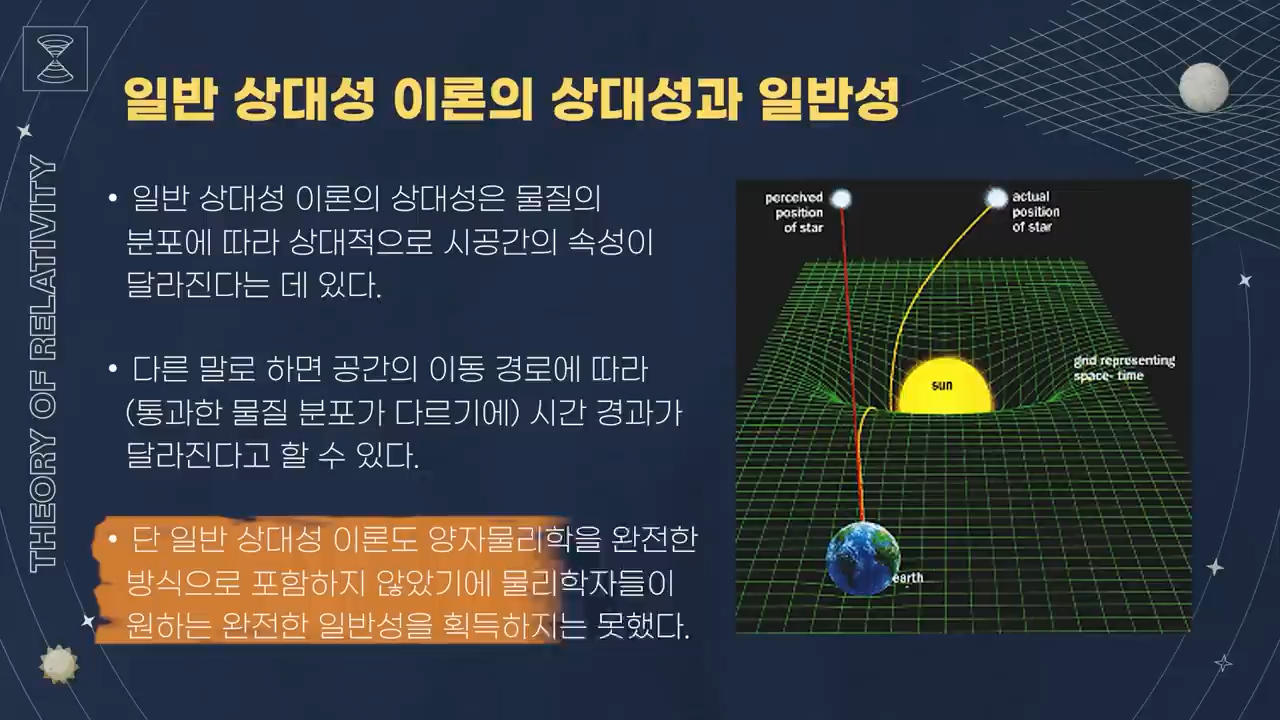 일반 상대성 이론의 상대성과 일반성
THEORY OF RELATIVITY
• 일반 상대성 이론의 상대성은 물질의
분포에 따라 상대적으로 시공간의 속성이
달라진다는 데 있다.
• 다른 말로 하면 공간의 이동 경로에 따라
(통과한 물질 분포가 다르기에) 시간 경과가
달라진다고 할 수 있다.
• 단 일반 상대성 이론도 양자물리학을 완전한
방식으로 포함하지 않았기에 물리학자들이
원하는 완전한 일반성을 획득하지는 못했다.
perceived
position
of star
actual
position
of star
grid representing
space- time
sun
earth